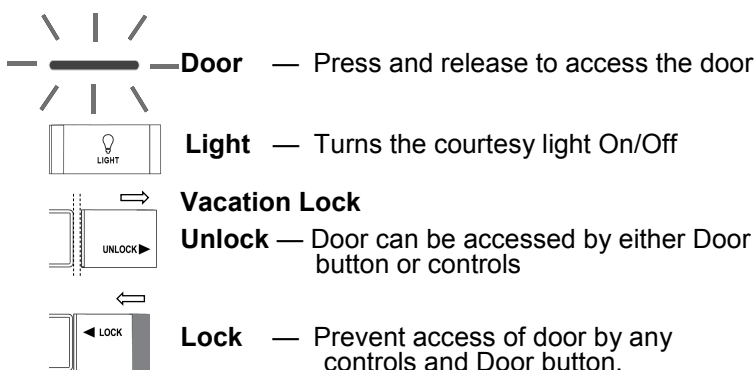 Door — Press and release to access the door
LIGHT
Light — Turns the courtesy light On/Off
Vacation Lock
UNLOCK▶
Unlock — Door can be accessed by either Door
button or controls
◀ LOCK
Lock — Prevent access of door by any
controls and Door button.